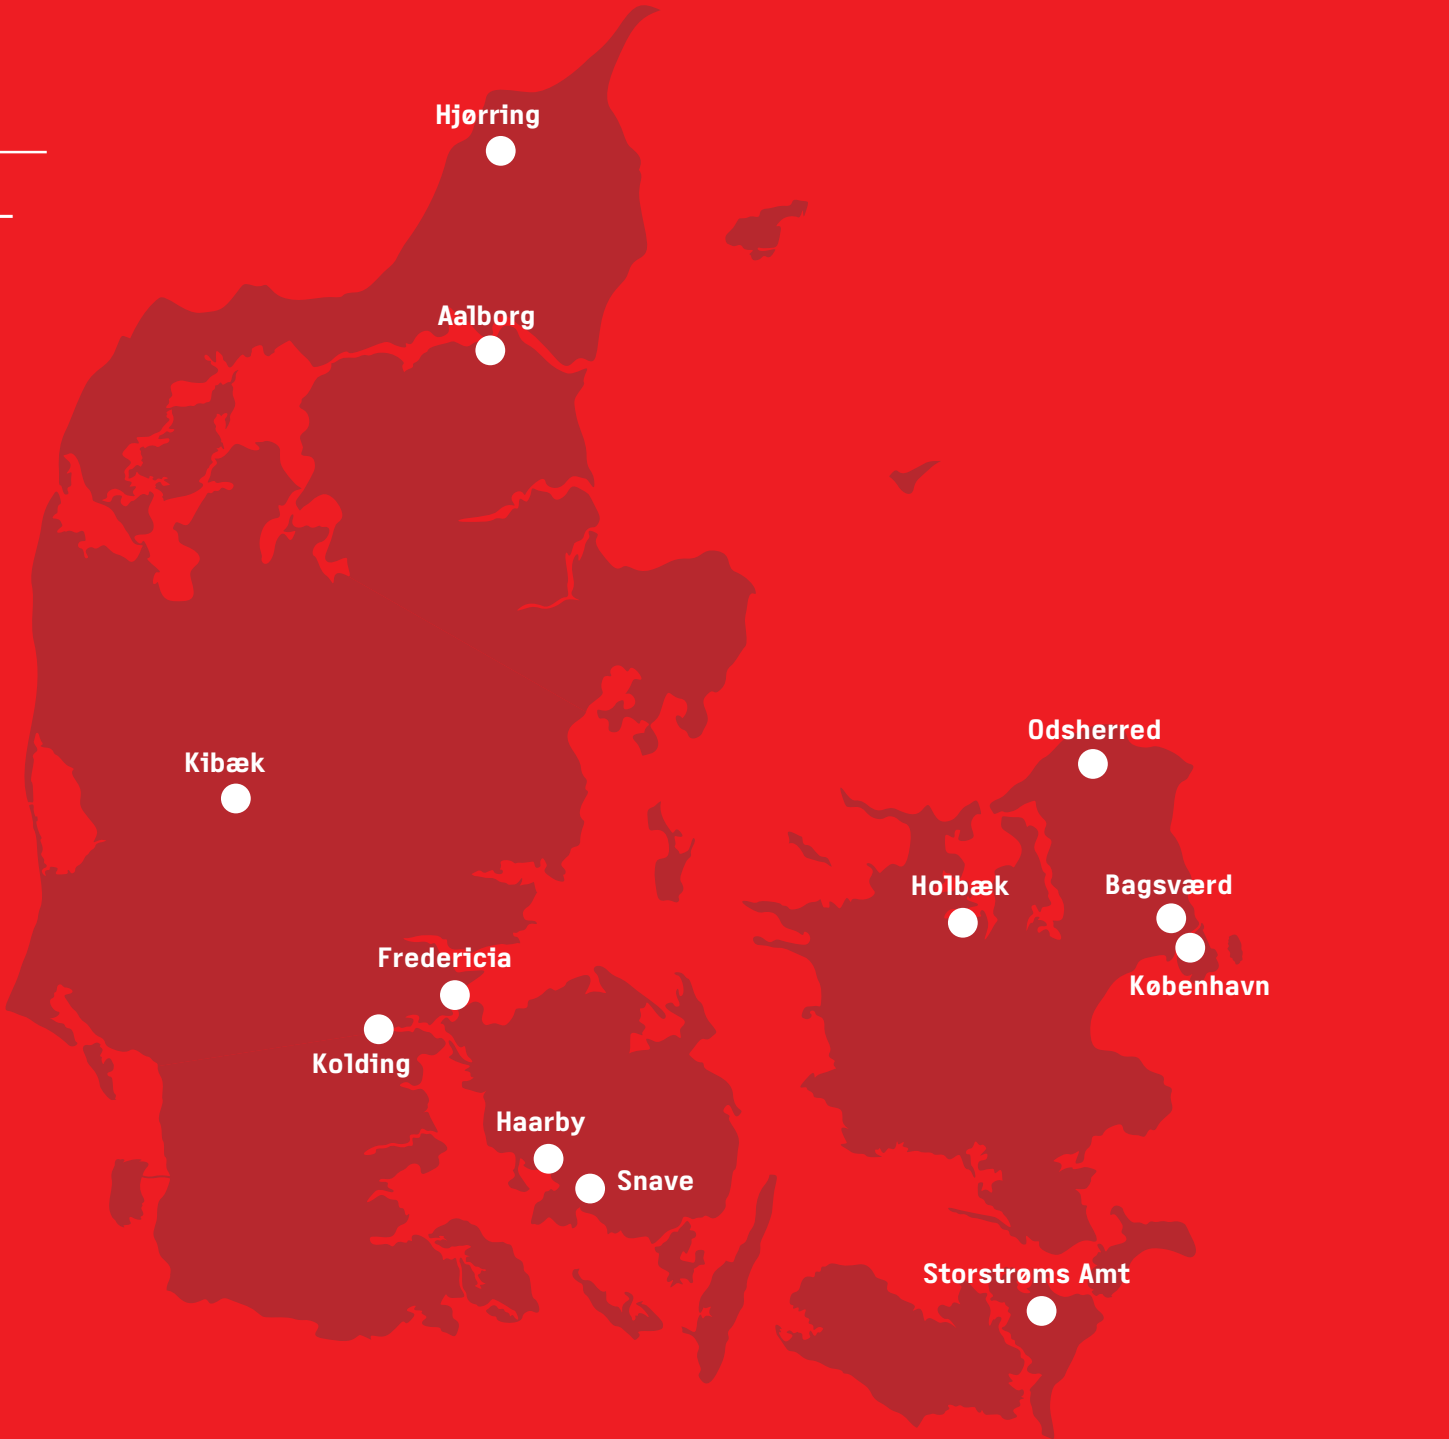 Hjørring
Aalborg
Odsherred
Kibæk
Holbæk
Bagsværd
Fredericia
København
Kolding
Haarby
Snave
Storstrøms Amt